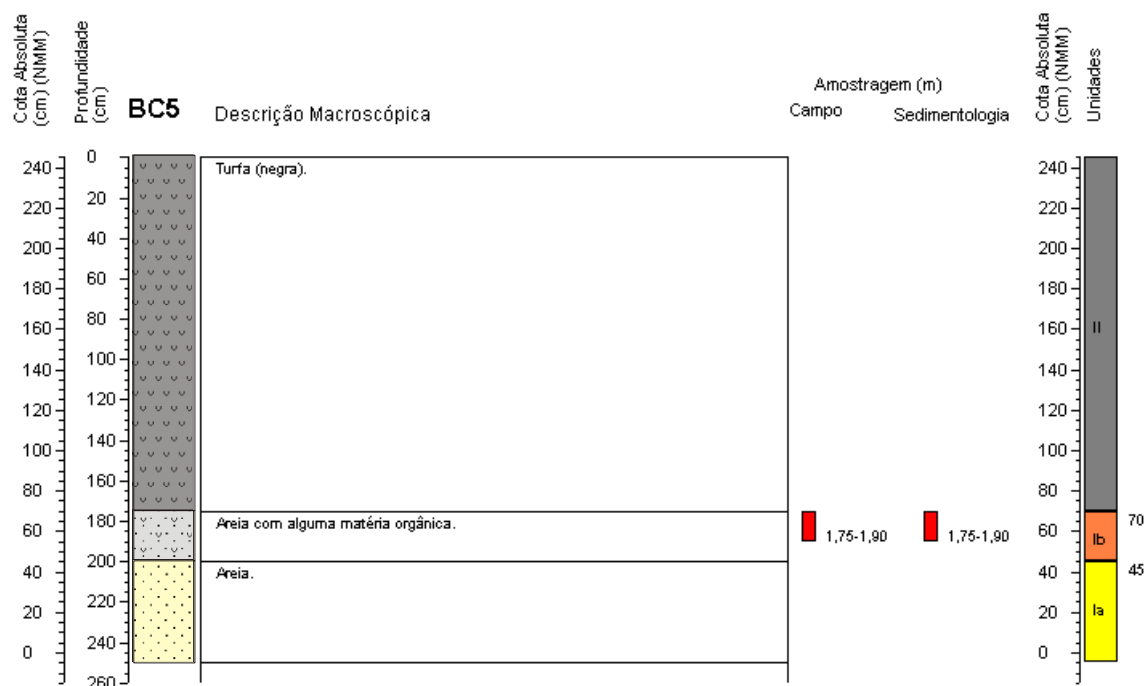 Cota Absoluta
(cm) (NMM)
Profundidade
(cm)
BC5
Descrição Macroscópica
Amostragem (m)
Campo
Sedimentologia
Cota Absoluta
(cm) (NMM)
Unidades
240
220
200
180
160
140
120
100
80
60
40
20
0
0
20
40
60
80
100
120
140
160
180
200
220
240
260
Turfa (negra).
Areia com alguma matéria orgânica.
Areia.
1,75-1,90
1,75-1,90
240
220
200
180
160
140
120
100
80
60
40
20
0
II
Ib
Ia
70
45